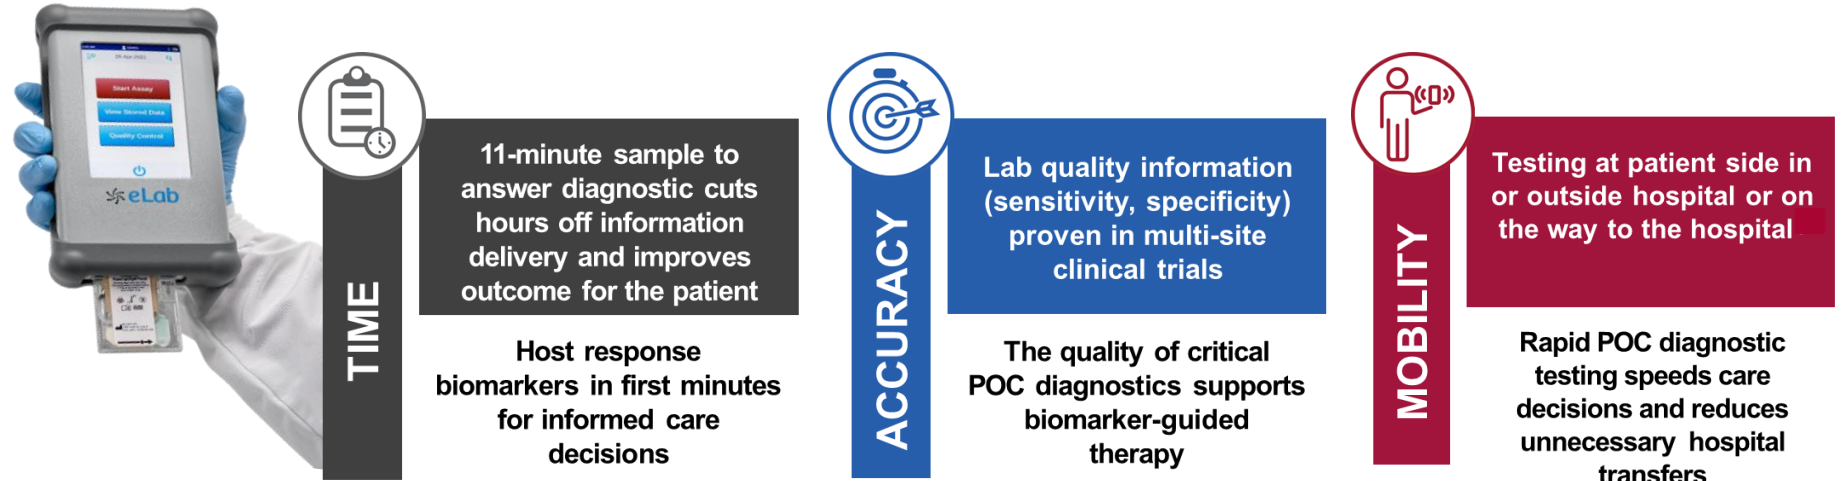 28-Apr-2021
Start Assay
View Stored Data
Quality Control
eLab
TIME
11-minute sample to
answer diagnostic cuts
hours off information
delivery and improves
outcome for the patient
Host response
biomarkers in first minutes
for informed care
decisions
ACCURACY
Lab quality information
(sensitivity, specificity)
proven in multi-site
clinical trials
The quality of critical
POC diagnostics supports
biomarker-guided
therapy
MOBILITY
Testing at patient side in
or outside hospital or on
the way to the hospital
Rapid POC diagnostic
testing speeds care
decisions and reduces
unnecessary hospital
transfers